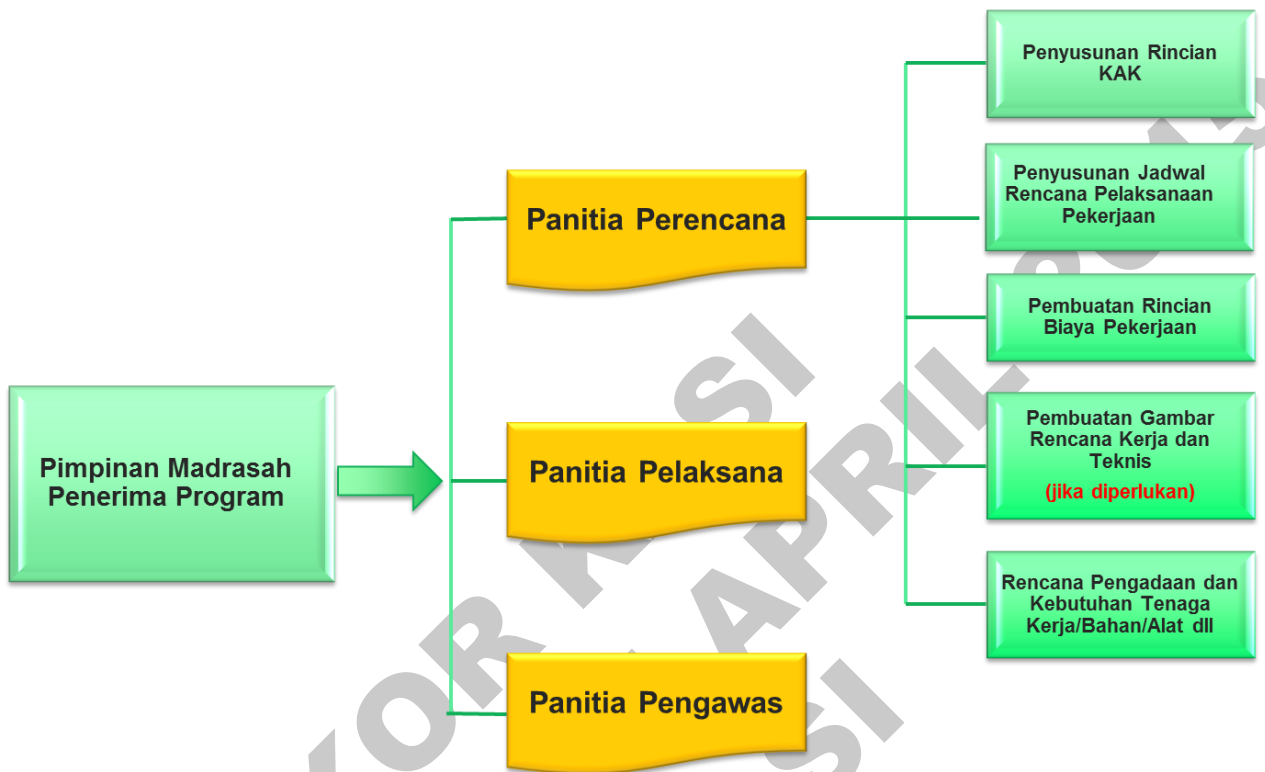 Pimpinan Madrasah
Penerima Program
Panitia Perencana
Panitia Pelaksana
Panitia Pengawas
Penyusunan Rincian
KAK
Penyusunan Jadwal
Rencana Pelaksanaan
Pekerjaan
Pembuatan Rincian
Biaya Pekerjaan
Pembuatan Gambar
Rencana Kerja dan
Teknis
(jika diperlukan)
Rencana Pengadaan dan
Kebutuhan Tenaga
Kerja/Bahan/Alat dll
APRIL